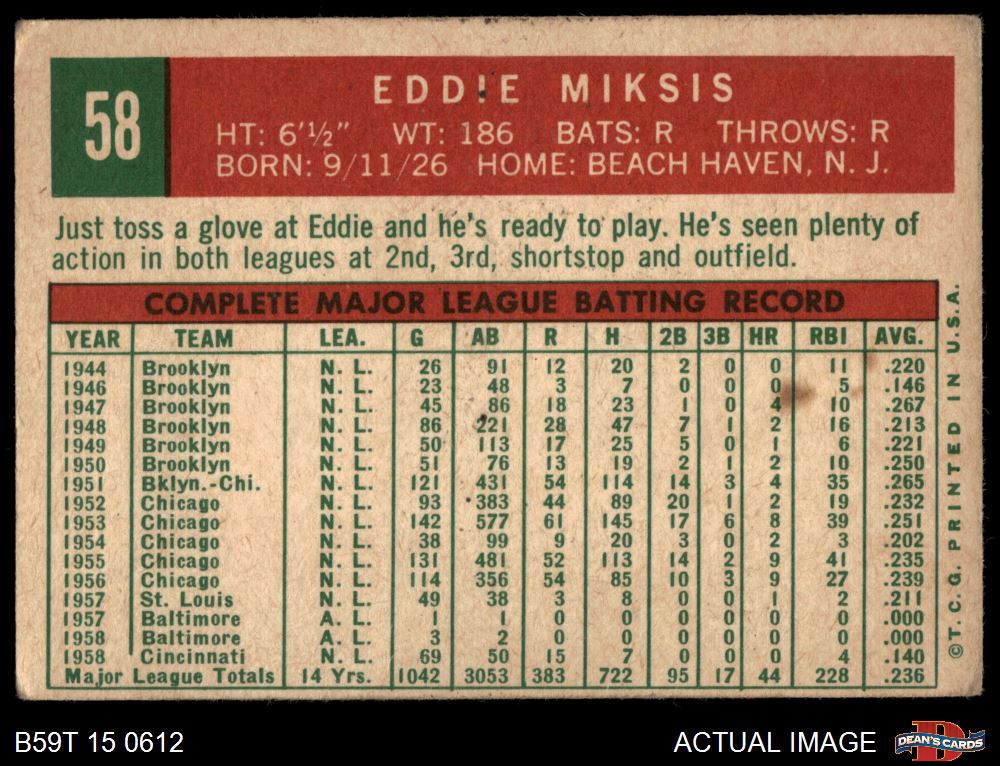 58
EDDIE MIKSIS
HT: 6'½" WT: 186 BATS: R THROWS: R
BORN: 9/11/26 HOME: BEACH HAVEN, N. J.
Just toss a glove at Eddie and he's ready to play. He's seen plenty of
action in both leagues at 2nd, 3rd, shortstop and outfield.
COMPLETE MAJOR LEAGUE BATTING RECORD
YEAR TEAM LEA. G AB R H 2B 3B HR RBI AVG.
1944 Brooklyn N. L. 26 91 12 20 2 0 0 11 .220
1946 Brooklyn N. L. 23 48 3 7 0 0 0 5 .146
1947 Brooklyn N. L. 45 86 18 23 1 0 4 10 .267
1948 Brooklyn N. L. 86 221 28 47 7 1 2 16 .213
1949 Brooklyn N. L. 50 113 17 25 5 0 1 6 .221
1950 Brooklyn N. L. 51 76 13 19 2 1 2 10 .250
1951 Bklyn.-Chi. N. L. 121 431 54 114 14 3 4 35 .265
1952 Chicago N. L. 93 383 44 89 20 1 2 19 .232
1953 Chicago N. L. 142 577 61 145 17 6 8 39 .251
1954 Chicago N. L. 38 99 9 20 3 0 2 3 .202
1955 Chicago N. L. 131 481 52 113 14 2 9 41 .235
1956 Chicago N. L. 114 356 54 85 10 3 9 27 .239
1957 St. Louis N. L. 49 38 3 8 0 0 1 2 .211
1957 Baltimore A. L. 1 1 0 0 0 0 0 0 .000
1958 Baltimore A. L. 3 2 0 0 0 0 0 0 .000
1958 Cincinnati N. L. 69 50 15 7 0 0 0 4 .140
Major League Totals 14 Yrs. 1042 3053 383 722 95 17 44 228 .236
©T. C. G. PRINTED IN U.S.A.
B59T 15 0612 ACTUAL IMAGE DEAN'S CARDS